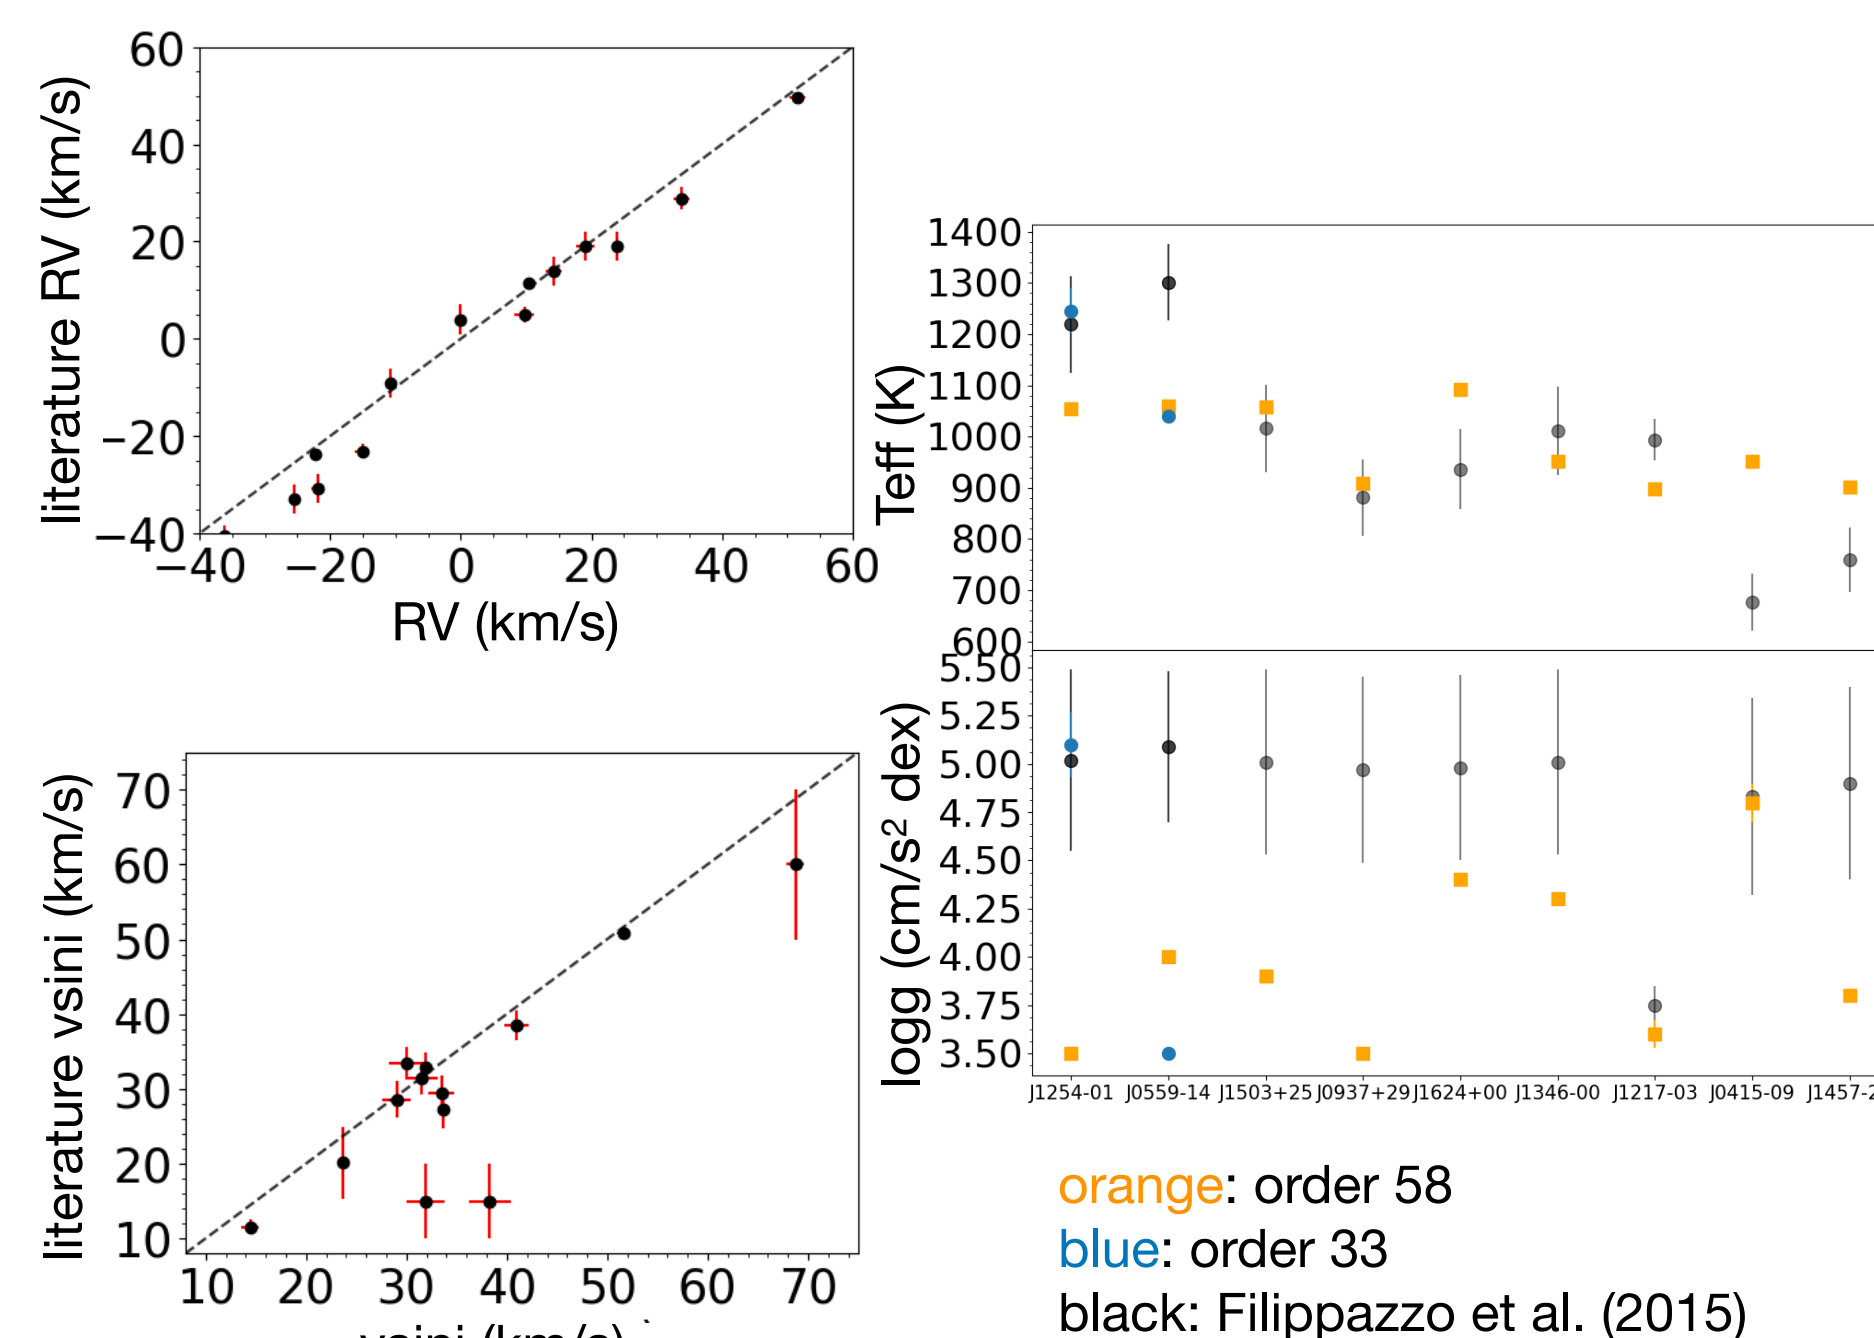 60
40
20
0
−20
−40
−40 −20 0 20 40 60
literature RV (km/s)
RV (km/s)
70
60
50
40
30
20
10
10 20 30 40 50 60 70
literature vsini (km/s)
vsini (km/s)
1400
1300
1200
1100
1000
900
800
700
600
Teff (K)
5.50
5.25
5.00
4.75
4.50
4.25
4.00
3.75
3.50
logg (cm/s² dex)
J1254-01 J0559-14 J1503+25 J0937+29 J1624+00 J1346-00 J1217-03 J0415-09 J1457-2
orange: order 58
blue: order 33
black: Filippazzo et al. (2015)